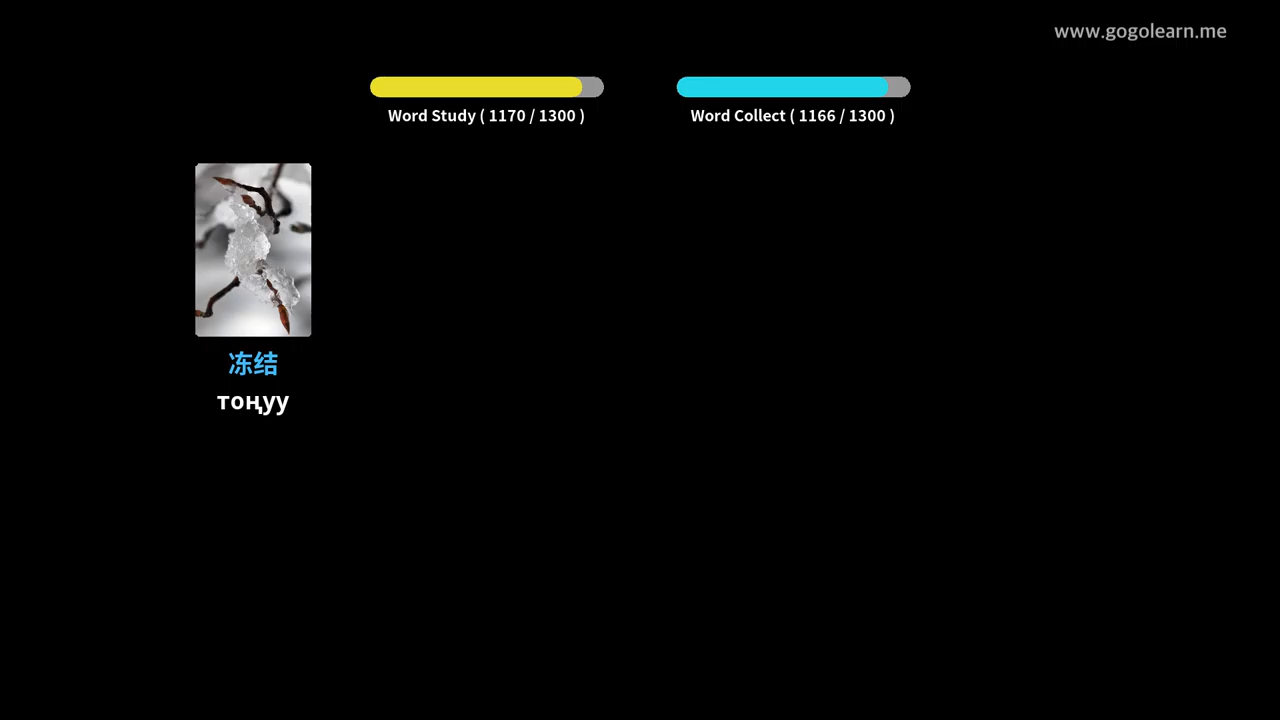 www.gogolearn.me
Word Study ( 1170 / 1300 )
Word Collect ( 1166 / 1300 )
冻结
тоңуу